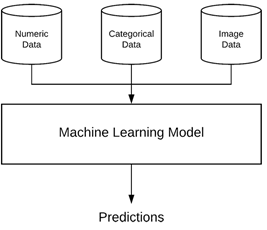 Numeric
Data
Categorical
Data
Image
Data
Machine Learning Model
Predictions